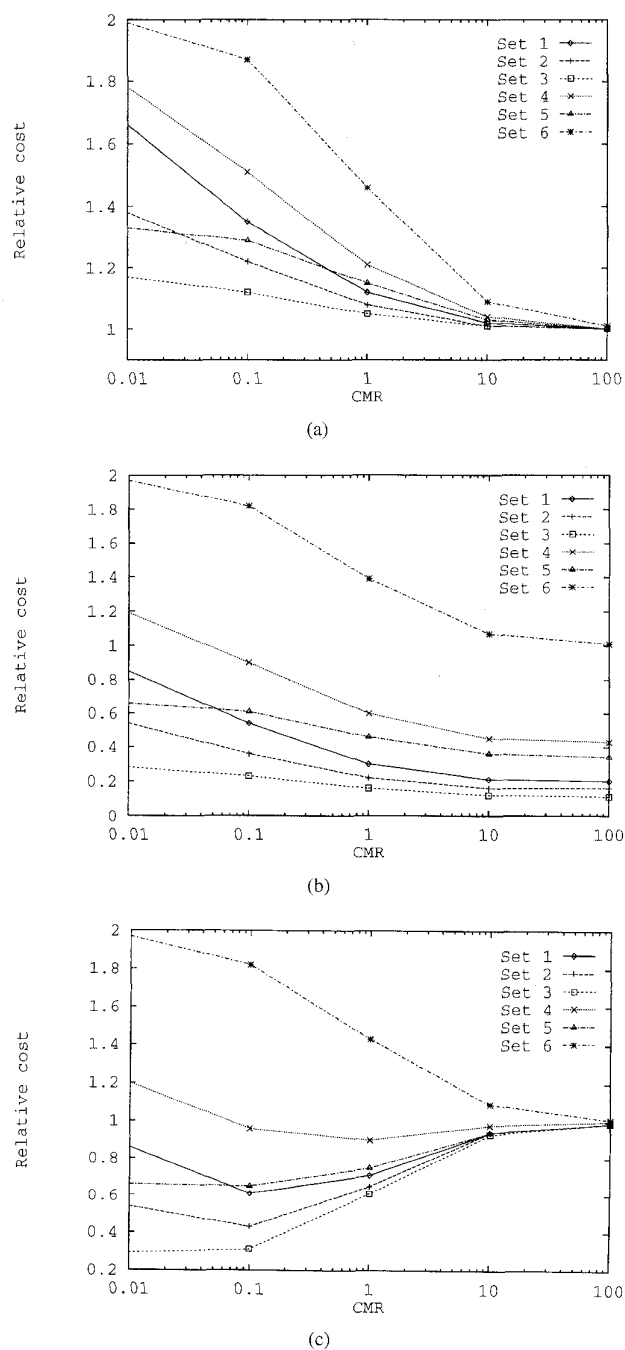 2
1.8
1.6
1.4
1.2
1
Relative cost
Set 1
Set 2
Set 3
Set 4
Set 5
Set 6
0.01
0.1
1
10
100
CMR
(a)
2
1.8
1.6
1.4
1.2
1
0.8
0.6
0.4
0.2
0
Relative cost
Set 1
Set 2
Set 3
Set 4
Set 5
Set 6
0.01
0.1
1
10
100
CMR
(b)
2
1.8
1.6
1.4
1.2
1
0.8
0.6
0.4
0.2
Relative cost
Set 1
Set 2
Set 3
Set 4
Set 5
Set 6
0.01
0.1
1
10
100
CMR
(c)